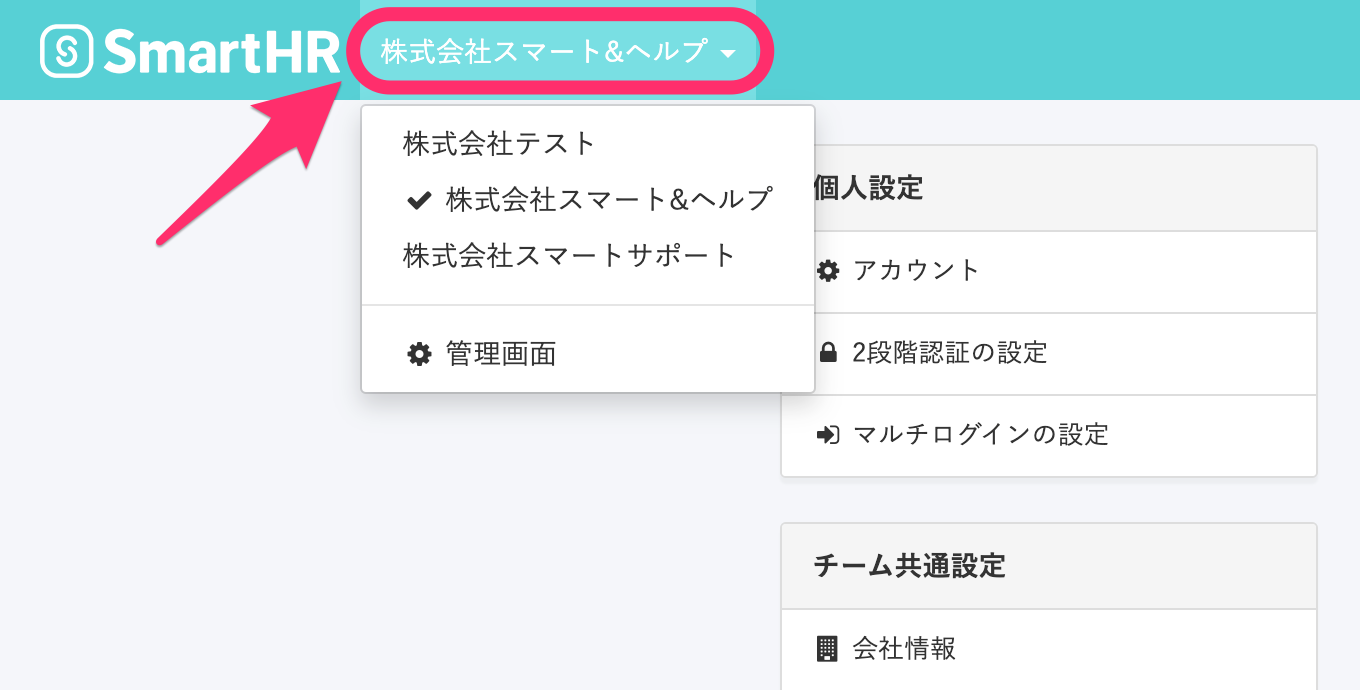 SmartHR
株式会社スマート&ヘルプ
株式会社テスト
株式会社スマート&ヘルプ
株式会社スマートサポート
管理画面
個人設定
アカウント
2段階認証の設定
マルチログインの設定
チーム共通設定
会社情報